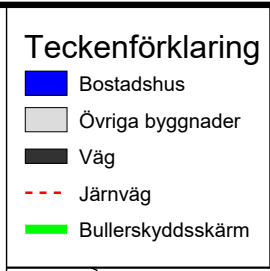 Teckenförklaring
Bostadshus
Övriga byggnader
Väg
Järnväg
Bullerskyddsskärm